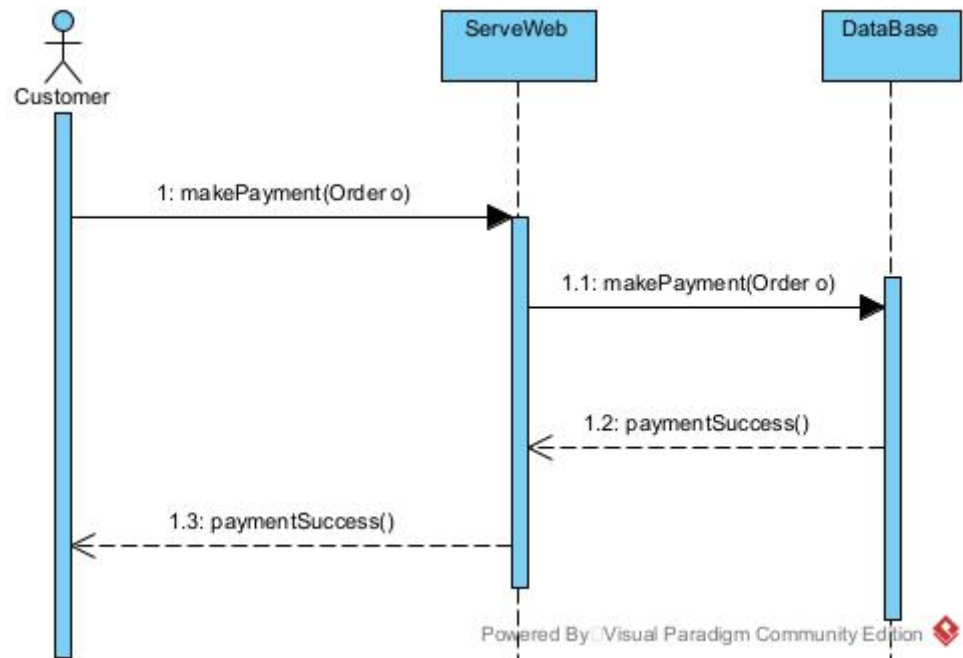 ServeWeb
DataBase
Customer
1: makePayment(Order o)
1.1: makePayment(Order o)
1.2: paymentSuccess()
1.3: paymentSuccess()
Powered By Visual Paradigm Community Edition